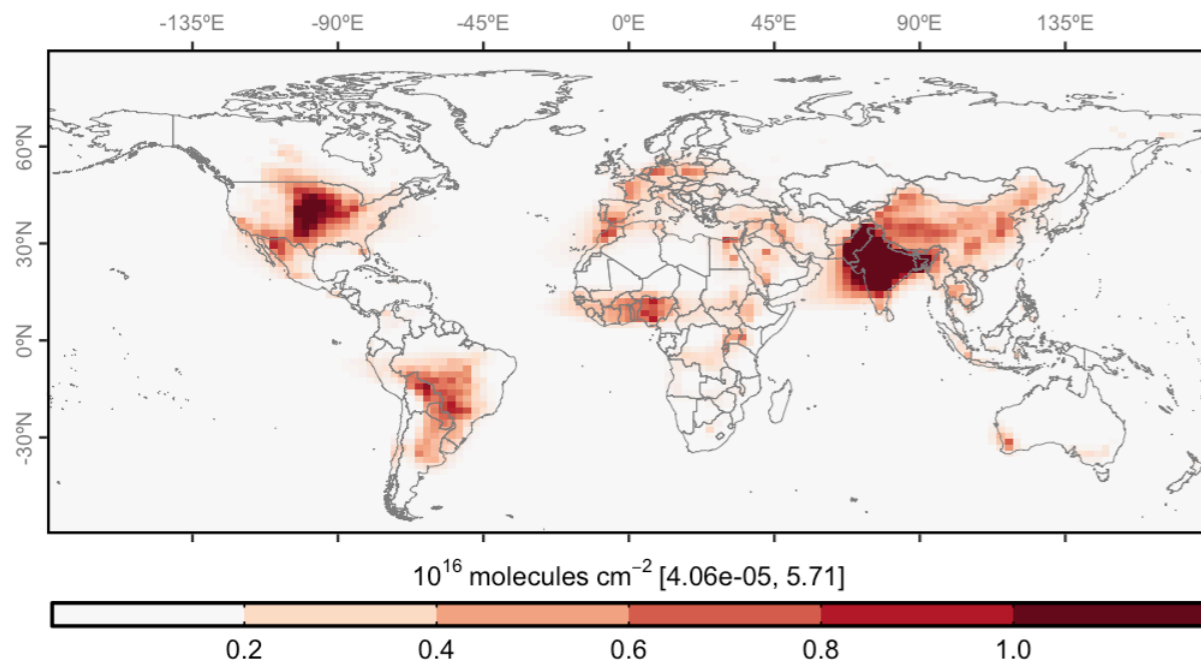 -135ºE -90ºE -45ºE 0ºE 45ºE 90ºE 135ºE
60ºN
30ºN
0ºN
-30ºN
10¹⁶ molecules cm⁻² [4.06e-05, 5.71]
0.2 0.4 0.6 0.8 1.0